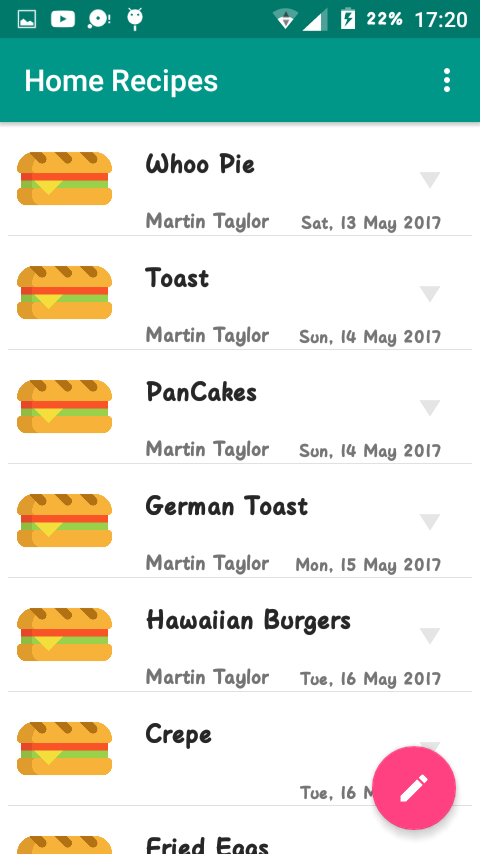 22% 17:20
Home Recipes
Whoo Pie
Martin Taylor Sat, 13 May 2017
Toast
Martin Taylor Sun, 14 May 2017
PanCakes
Martin Taylor Sun, 14 May 2017
German Toast
Martin Taylor Mon, 15 May 2017
Hawaiian Burgers
Martin Taylor Tue, 16 May 2017
Crepe
Tue, 16
Fried Eggs